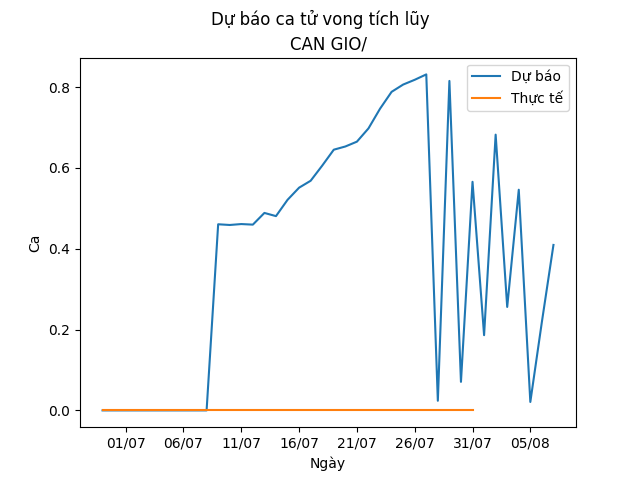 Dự báo ca tử vong tích lũy
CAN GIO/
Dự báo
Thực tế
0.8
0.6
0.4
0.2
0.0
Ca
01/07 06/07 11/07 16/07 21/07 26/07 31/07 05/08
Ngày